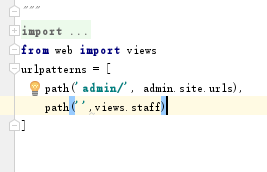 """
import ...
from web import views
urlpatterns = [
path('admin/', admin.site.urls),
path('',views.staff)
]